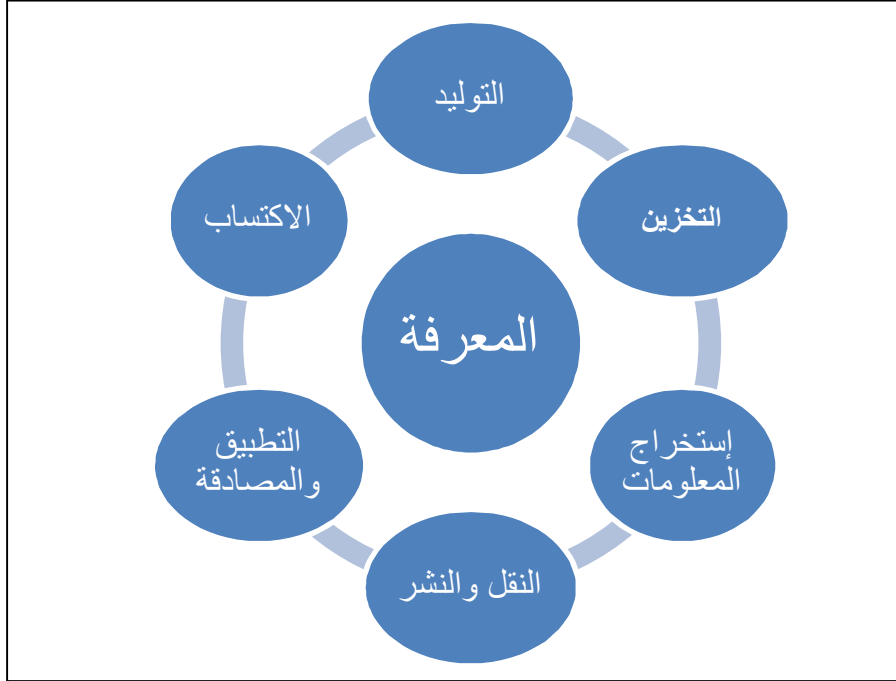 التوليد
التخزين
الاكتساب
المعرفة
إستخراج
المعلومات
التطبيق
والمصادقة
النقل والنشر